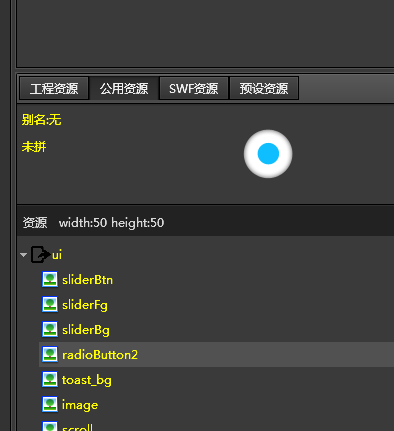 工程资源 公用资源 SWF资源 预设资源
别名:无
未拼
资源 width:50 height:50
ui
sliderBtn
sliderFg
sliderBg
radioButton2
toast_bg
image
scroll